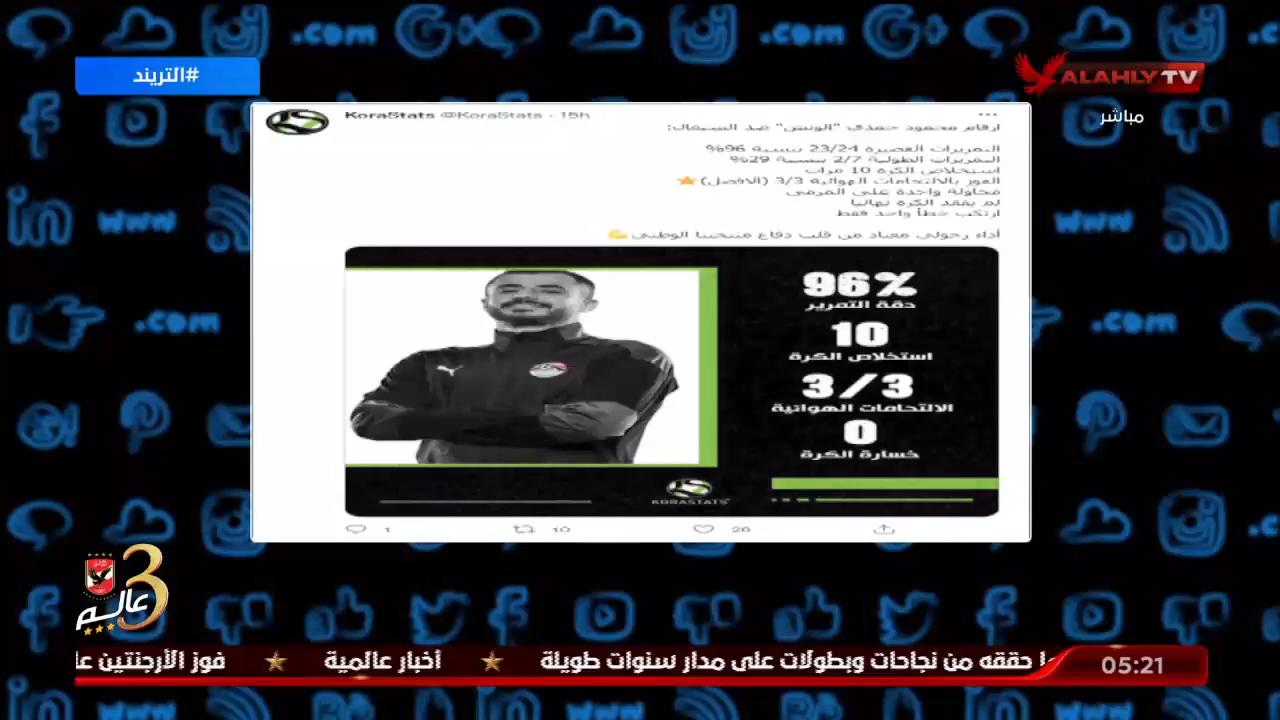 #التريند
ALAHLY TV
مباشر
KoraStats @KoraStats · 15h
أرقام محمود حمدي "الونش" ضد السنغال:
التمريرات القصيرة 23/24 بنسبة 96%
التمريرات الطولية 2/7 بنسبة 29%
استخلاص الكرة 10 مرات
الفوز بالالتحامات الهوائية 3/3 (الأفضل)⭐
محاولة واحدة على المرمى
لم يفقد الكرة نهائيا
ارتكب خطأ واحد فقط
أداء رجولي معتاد من قلب دفاع منتخبنا الوطني💪
96%
دقة التمرير
10
استخلاص الكرة
3/3
الالتحامات الهوائية
0
خسارة الكرة
KORASTATS
1 10 26
3 عالم
حققه من نجاحات وبطولات على مدار سنوات طويلة ★ أخبار عالمية ★ فوز الأرجنتين
05:21